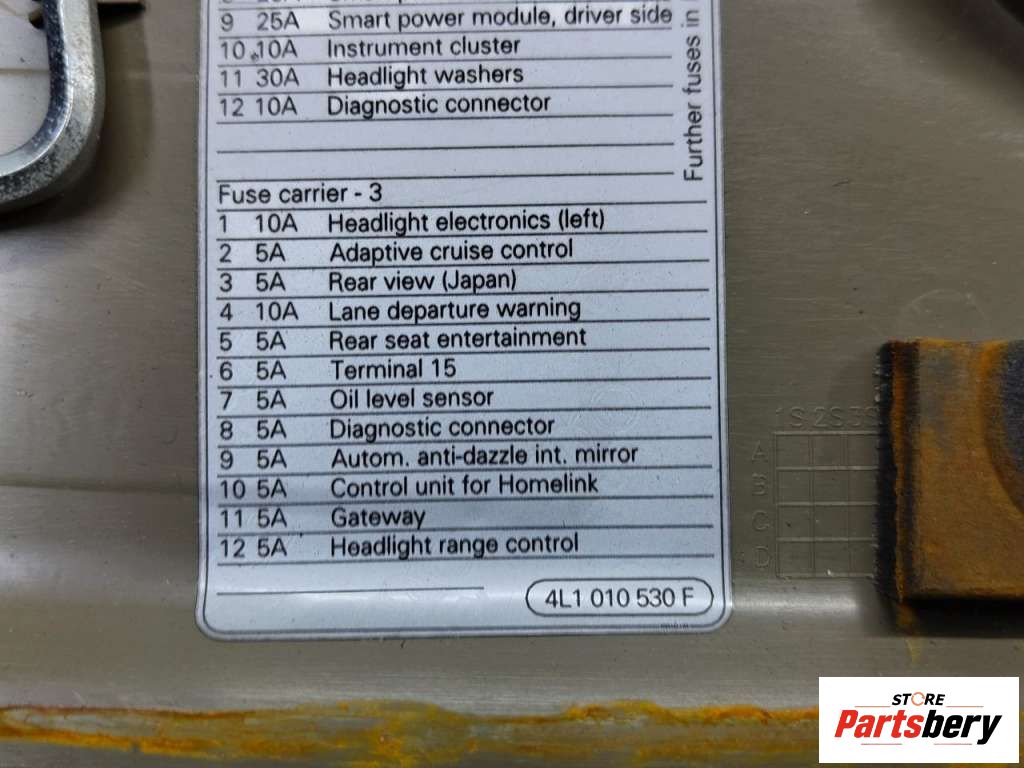 9 25A Smart power module, driver side
10 10A Instrument cluster
11 30A Headlight washers
12 10A Diagnostic connector
Further fuses in
Fuse carrier - 3
1 10A Headlight electronics (left)
2 5A Adaptive cruise control
3 5A Rear view (Japan)
4 10A Lane departure warning
5 5A Rear seat entertainment
6 5A Terminal 15
7 5A Oil level sensor
8 5A Diagnostic connector
9 5A Autom. anti-dazzle int. mirror
10 5A Control unit for Homelink
11 5A Gateway
12 5A Headlight range control
4L1 010 530 F
1S 2S 3S
A
B
C
D
STORE
Partsbery